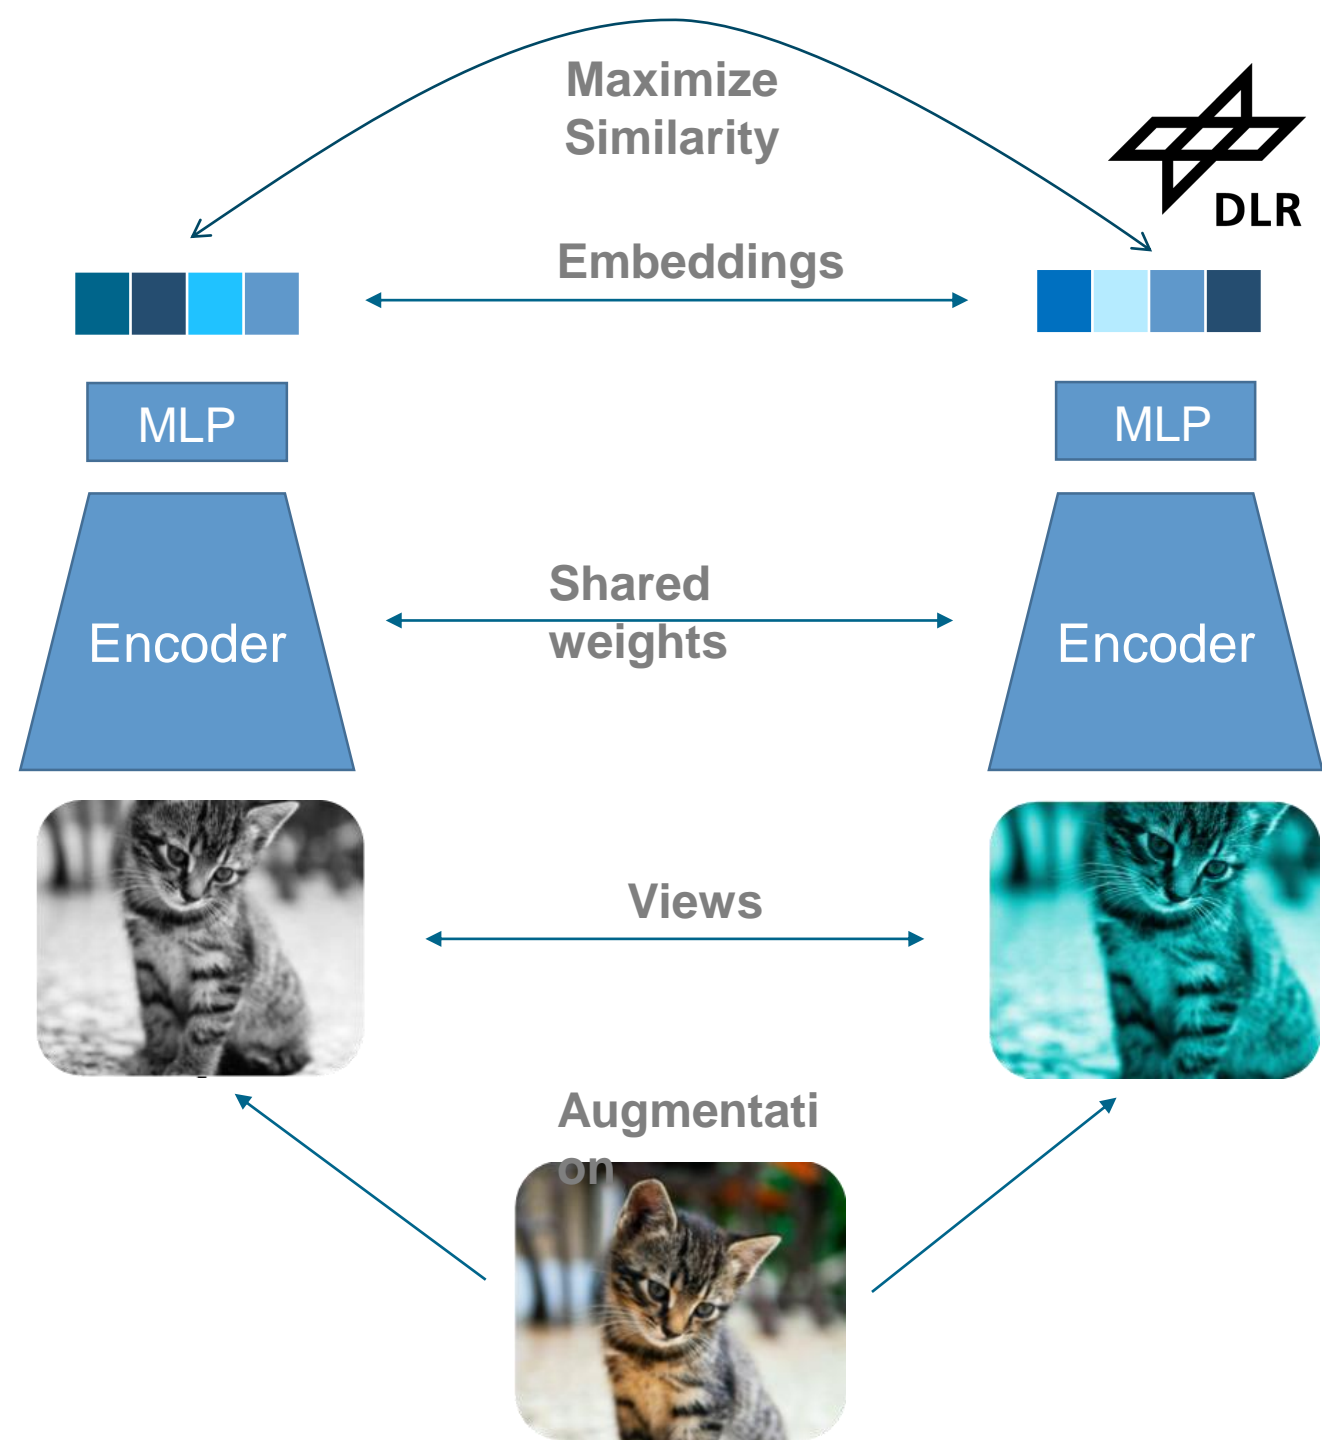 Maximize
Similarity
DLR
Embeddings
MLP
MLP
Shared
weights
Encoder
Encoder
Views
Augmentati
on